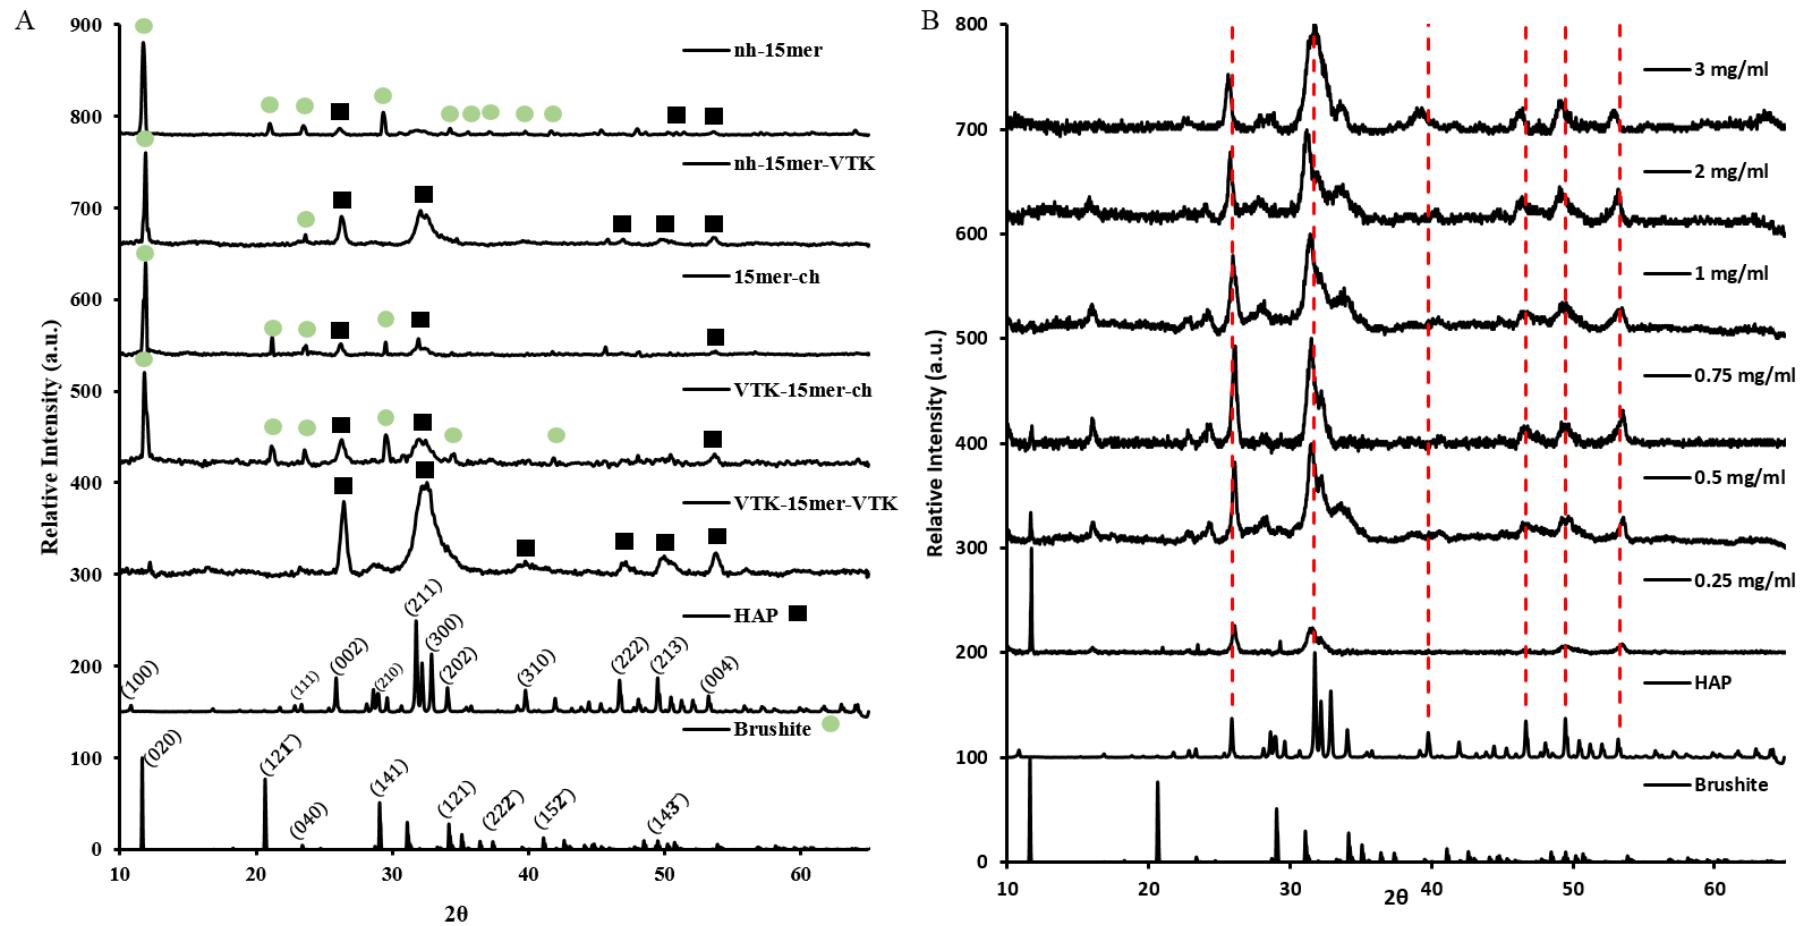 A
900
800
700
600
500
400
300
200
100
0
Relative Intensity (a.u.)
nh-15mer
nh-15mer-VTK
15mer-ch
VTK-15mer-ch
VTK-15mer-VTK
HAP
(100)
(111)
(002)
(210)
(211)
(300)
(202)
(310)
(222)
(213)
(004)
Brushite
(020)
(121̄)
(040)
(141)
(121)
(222̄)
(152̄)
(143̄)
10
20
30
40
50
60
2θ
B
800
700
600
500
400
300
200
100
0
Relative Intensity (a.u.)
3 mg/ml
2 mg/ml
1 mg/ml
0.75 mg/ml
0.5 mg/ml
0.25 mg/ml
HAP
Brushite
10
20
30
40
50
60
2θ